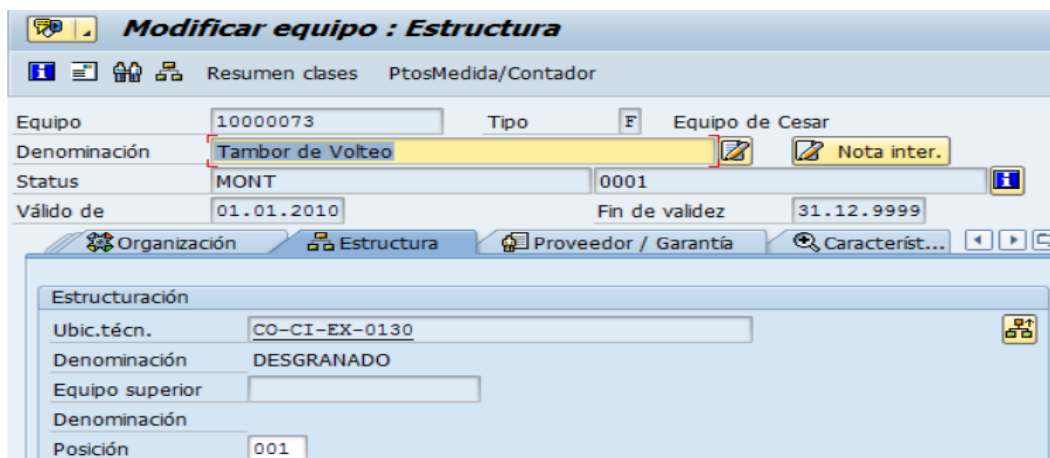 Modificar equipo : Estructura
Resumen clases PtosMedida/Contador
Equipo 10000073 Tipo F Equipo de Cesar
Denominación Tambor de Volteo Nota inter.
Status MONT 0001
Válido de 01.01.2010 Fin de validez 31.12.9999
Organización Estructura Proveedor / Garantía Característ...
Estructuración
Ubic.técn. CO-CI-EX-0130
Denominación DESGRANADO
Equipo superior
Denominación
Posición 001